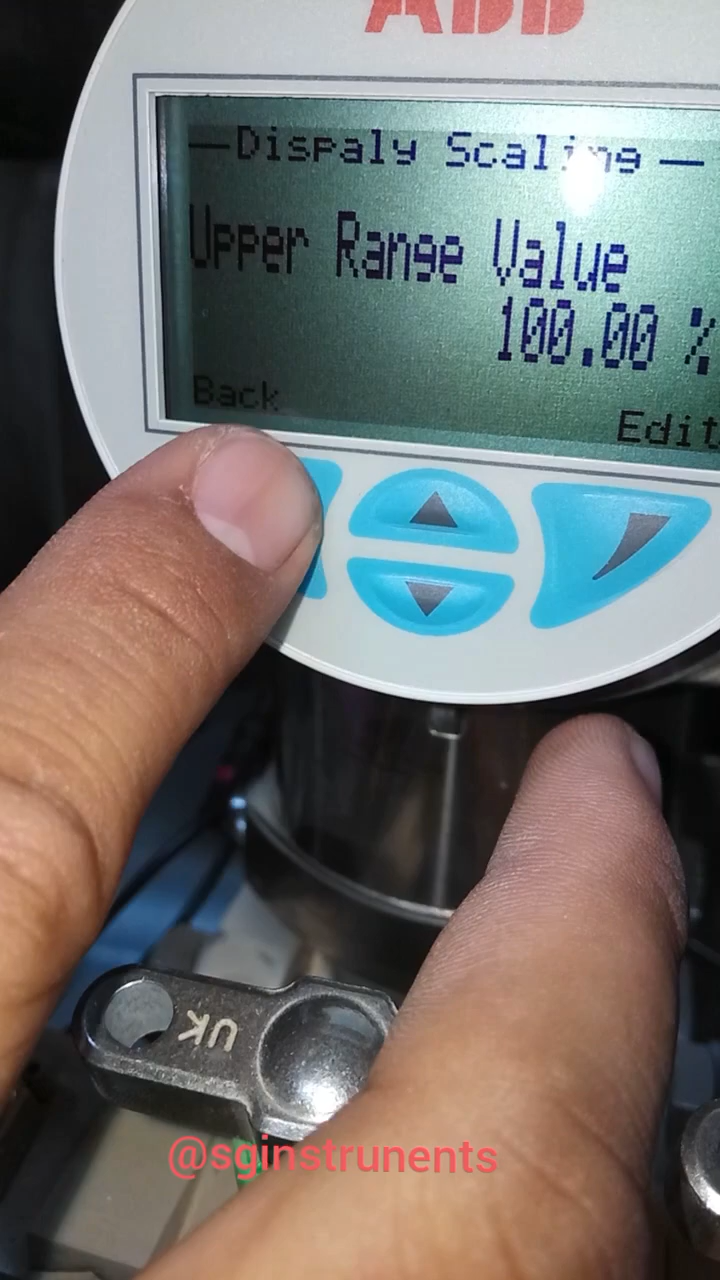 ABB
Dispaly Scaling
Upper Range Value
100.00 %
Back
Edit
UK
@sginstrunents